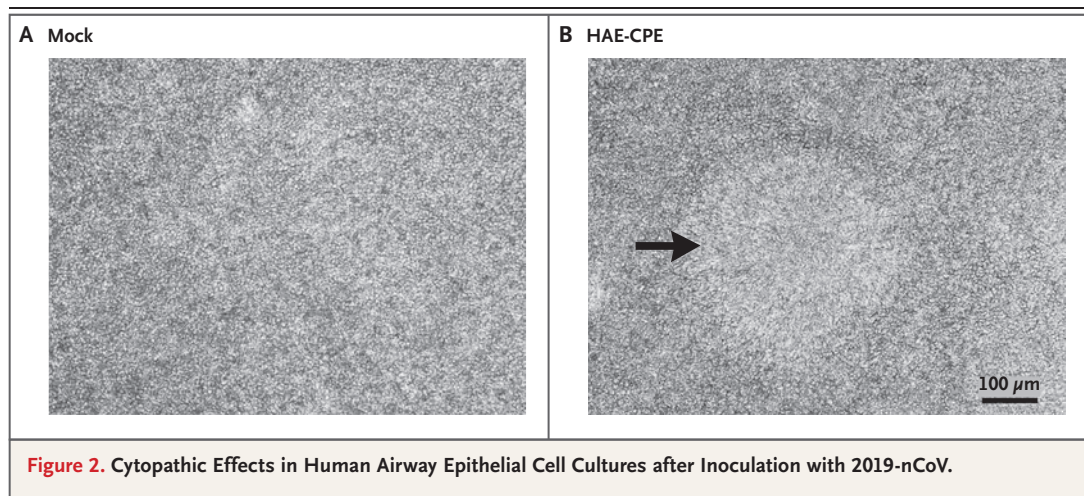 A Mock
B HAE-CPE
100 µm
Figure 2. Cytopathic Effects in Human Airway Epithelial Cell Cultures after Inoculation with 2019-nCoV.